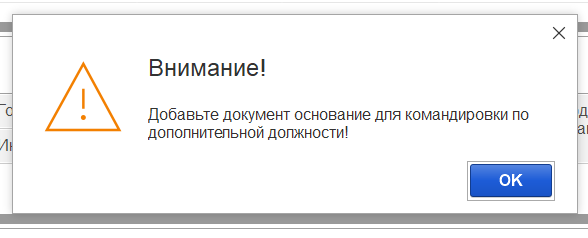 Внимание!
Добавьте документ основание для командировки по
дополнительной должности!
OK